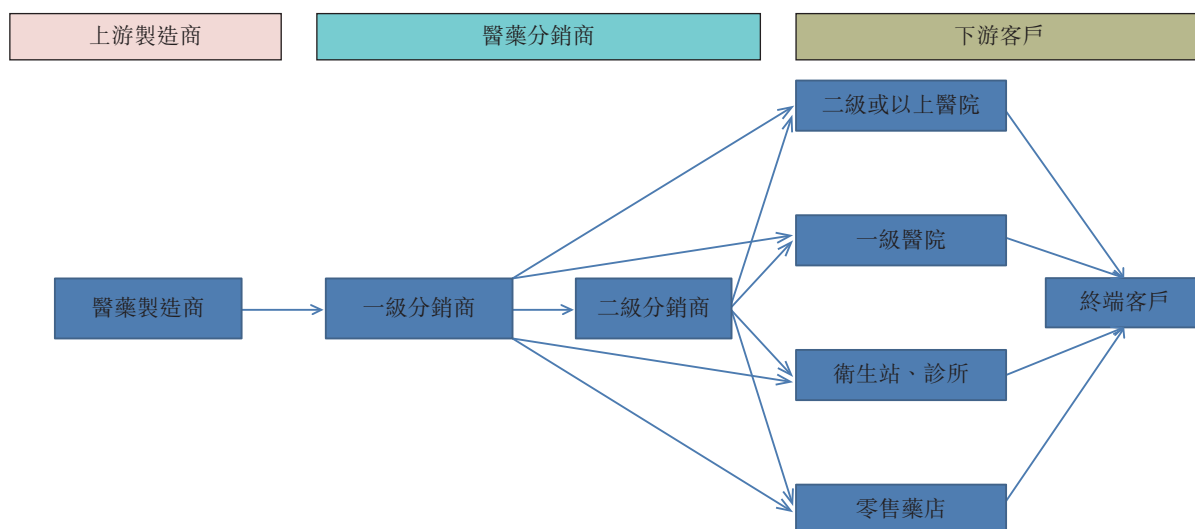 上游製造商
醫藥分銷商
下游客戶
二級或以上醫院
一級醫院
醫藥製造商
一級分銷商
二級分銷商
終端客戶
衛生站、診所
零售藥店